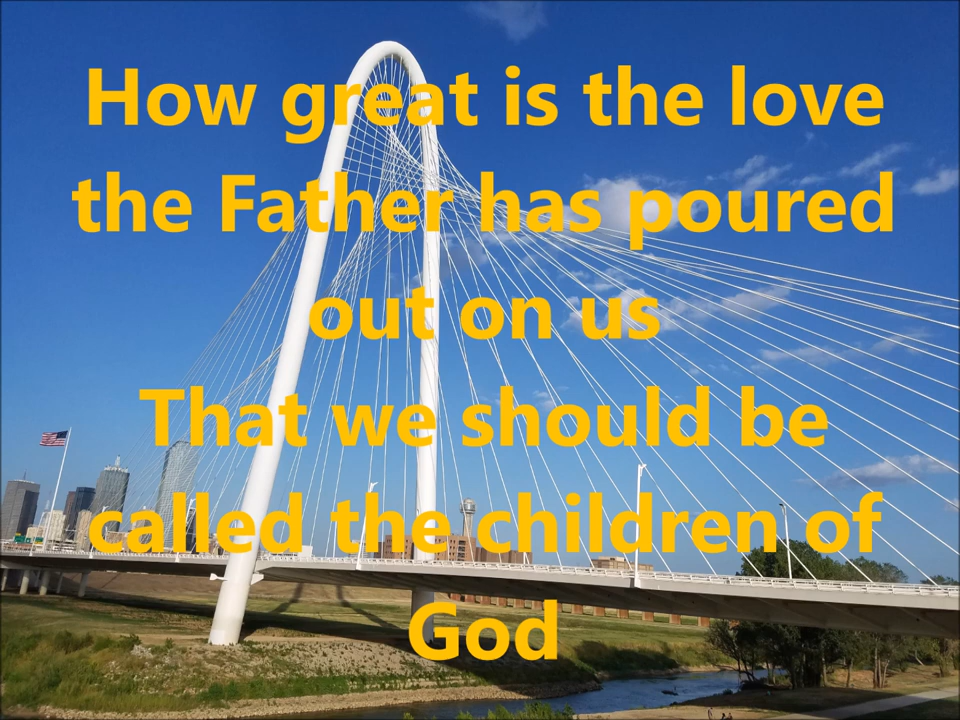 How great is the love
the Father has poured
out on us
That we should be
called the children of
God